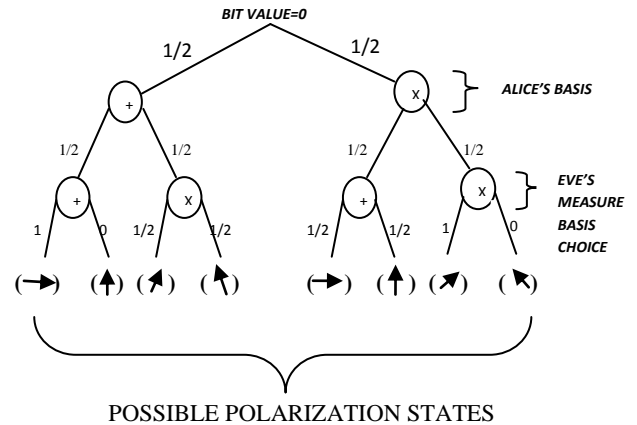 BIT VALUE=0
1/2 1/2
+ X ALICE'S BASIS
1/2 1/2 1/2 1/2
+ X + X EVE'S
MEASURE
BASIS
CHOICE
1 0 1/2 1/2 1/2 1/2 1 0
( ) ( ) ( ) ( ) ( ) ( ) ( ) ( )
POSSIBLE POLARIZATION STATES